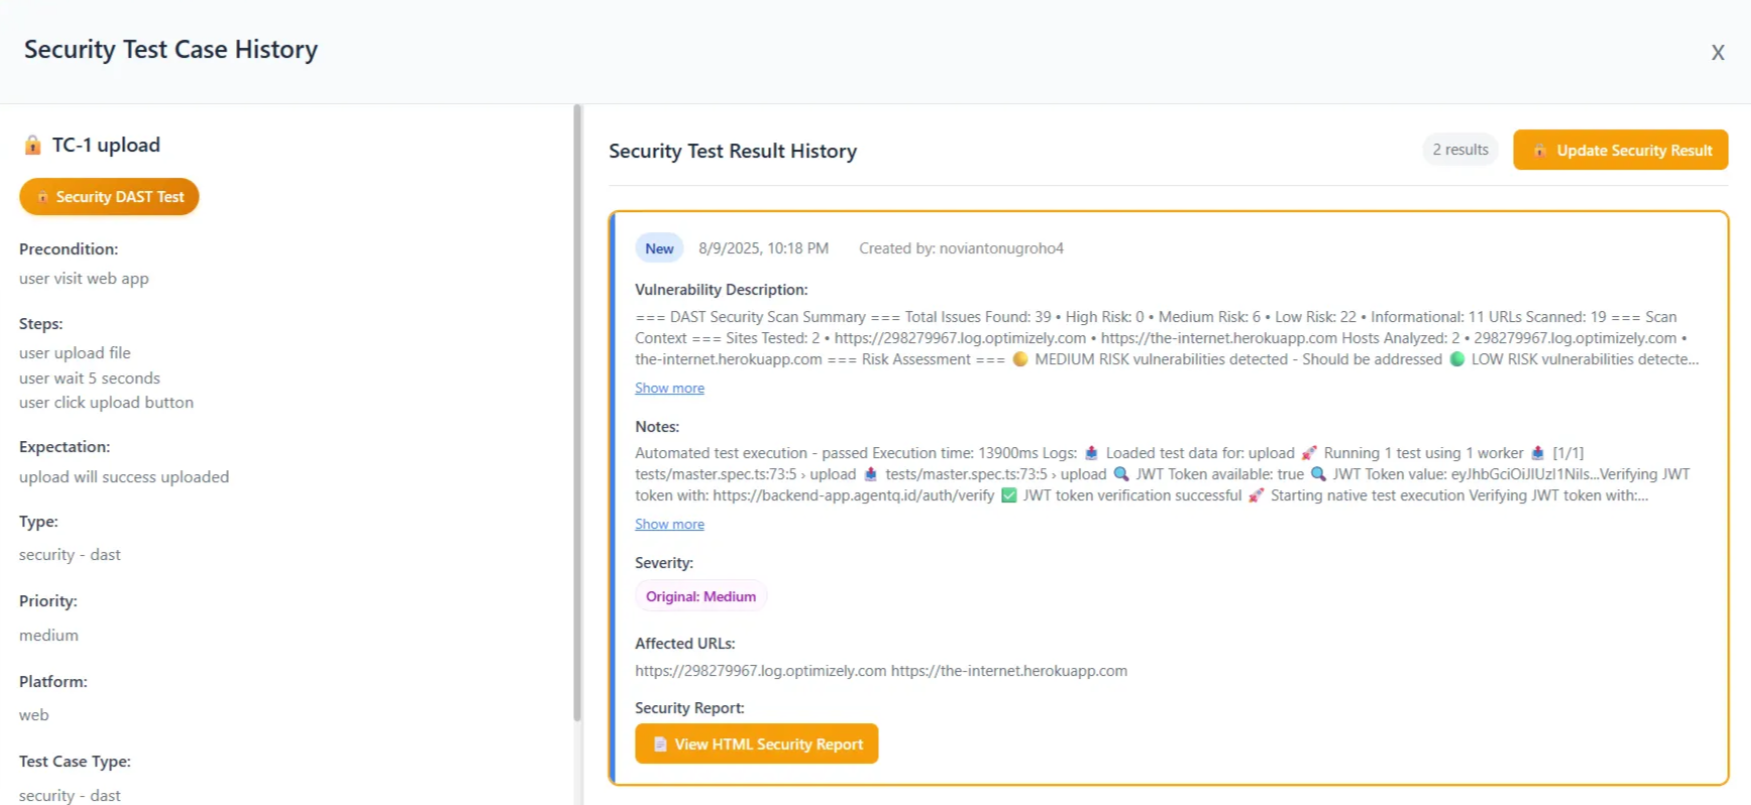 Security Test Case History
X
🔒 TC-1 upload
🔒 Security DAST Test
Precondition:
user visit web app
Steps:
user upload file
user wait 5 seconds
user click upload button
Expectation:
upload will success uploaded
Type:
security - dast
Priority:
medium
Platform:
web
Test Case Type:
security - dast
Security Test Result History
2 results
🔒 Update Security Result
New 8/9/2025, 10:18 PM Created by: noviantonugroho4
Vulnerability Description:
=== DAST Security Scan Summary === Total Issues Found: 39 • High Risk: 0 • Medium Risk: 6 • Low Risk: 22 • Informational: 11 URLs Scanned: 19 === Scan
Context === Sites Tested: 2 • https://298279967.log.optimizely.com • https://the-internet.herokuapp.com Hosts Analyzed: 2 • 298279967.log.optimizely.com •
the-internet.herokuapp.com === Risk Assessment === 🟡 MEDIUM RISK vulnerabilities detected - Should be addressed 🟢 LOW RISK vulnerabilities detecte...
Show more
Notes:
Automated test execution - passed Execution time: 13900ms Logs: 📤 Loaded test data for: upload 🚀 Running 1 test using 1 worker 📤 [1/1]
tests/master.spec.ts:73:5 › upload 📤 tests/master.spec.ts:73:5 › upload 🔍 JWT Token available: true 🔍 JWT Token value: eyJhbGciOiJIUzI1NiIs...Verifying JWT
token with: https://backend-app.agentq.id/auth/verify ✅ JWT token verification successful 🚀 Starting native test execution Verifying JWT token with:...
Show more
Severity:
Original: Medium
Affected URLs:
https://298279967.log.optimizely.com https://the-internet.herokuapp.com
Security Report:
📄 View HTML Security Report